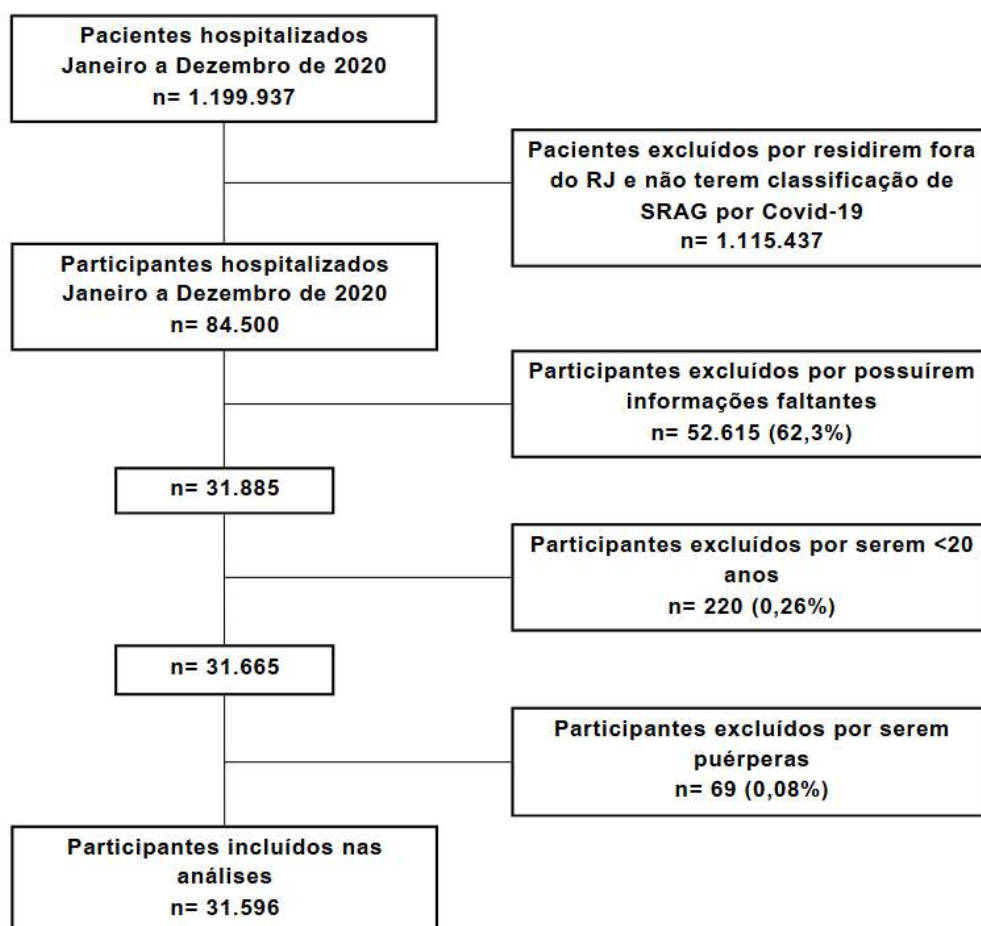 Pacientes hospitalizados
Janeiro a Dezembro de 2020
n= 1.199.937
Pacientes excluídos por residirem fora
do RJ e não terem classificação de
SRAG por Covid-19
n= 1.115.437
Participantes hospitalizados
Janeiro a Dezembro de 2020
n= 84.500
Participantes excluídos por possuírem
informações faltantes
n= 52.615 (62,3%)
n= 31.885
Participantes excluídos por serem <20
anos
n= 220 (0,26%)
n= 31.665
Participantes excluídos por serem
puérperas
n= 69 (0,08%)
Participantes incluídos nas
análises
n= 31.596